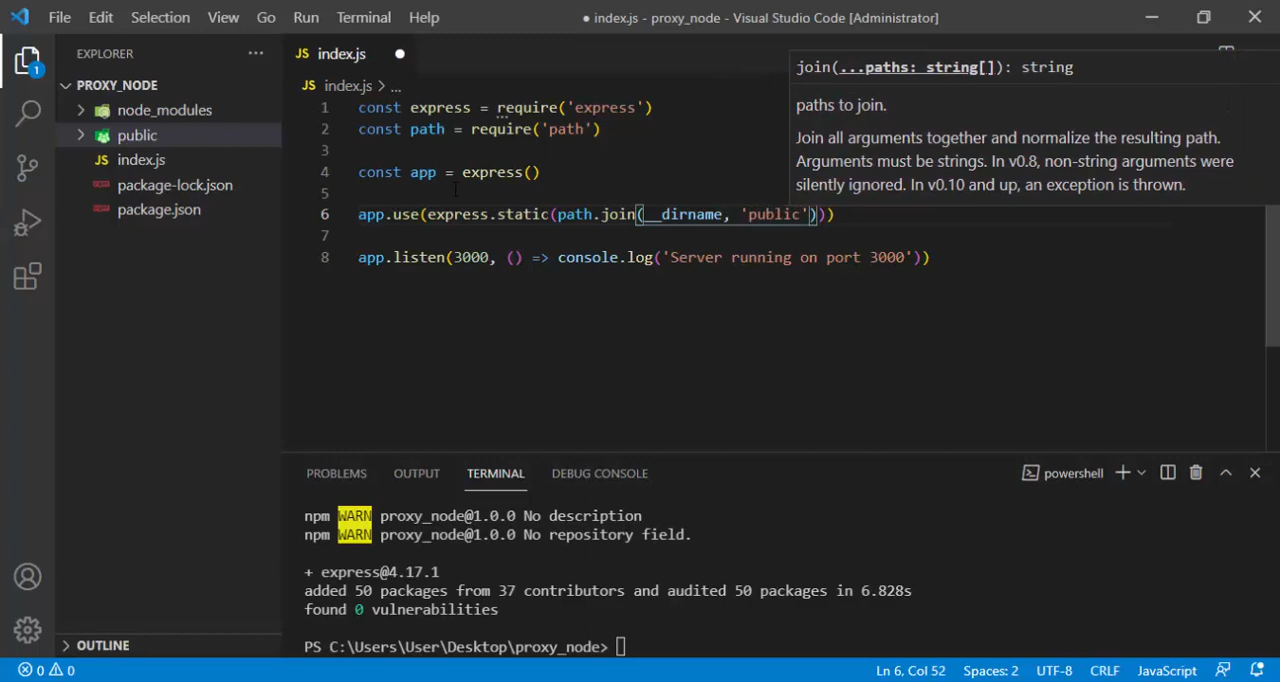 File Edit Selection View Go Run Terminal Help
● index.js - proxy_node - Visual Studio Code [Administrator]
EXPLORER
PROXY_NODE
node_modules
public
JS index.js
package-lock.json
package.json
OUTLINE
1
JS index.js
JS index.js > ...
1 const express = require('express')
2 const path = require('path')
3
4 const app = express()
5
6 app.use(express.static(path.join(__dirname, 'public')))
7
8 app.listen(3000, () => console.log('Server running on port 3000'))
join(...paths: string[]): string
paths to join.
Join all arguments together and normalize the resulting path.
Arguments must be strings. In v0.8, non-string arguments were
silently ignored. In v0.10 and up, an exception is thrown.
PROBLEMS OUTPUT TERMINAL DEBUG CONSOLE
powershell
npm WARN proxy_node@1.0.0 No description
npm WARN proxy_node@1.0.0 No repository field.
+ express@4.17.1
added 50 packages from 37 contributors and audited 50 packages in 6.828s
found 0 vulnerabilities
PS C:\Users\User\Desktop\proxy_node>
0 0
Ln 6, Col 52 Spaces: 2 UTF-8 CRLF JavaScript